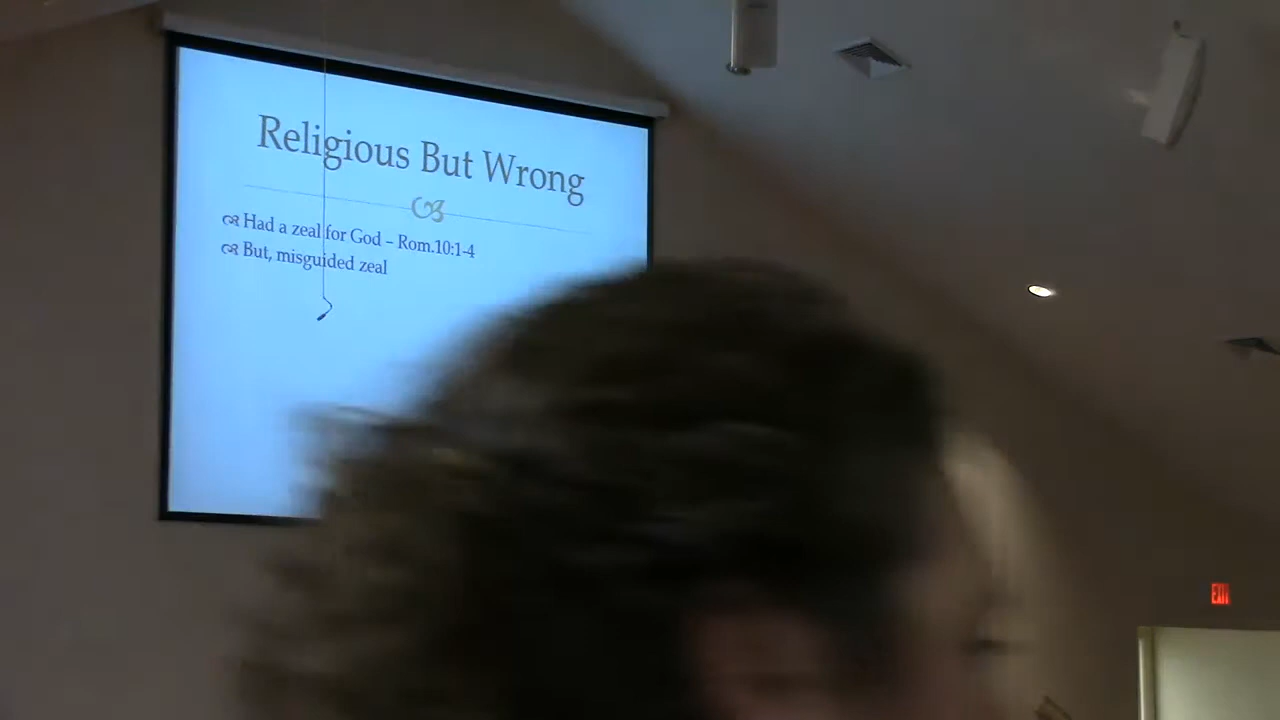 Religious But Wrong
Had a zeal for God – Rom.10:1-4
But, misguided zeal
EXIT